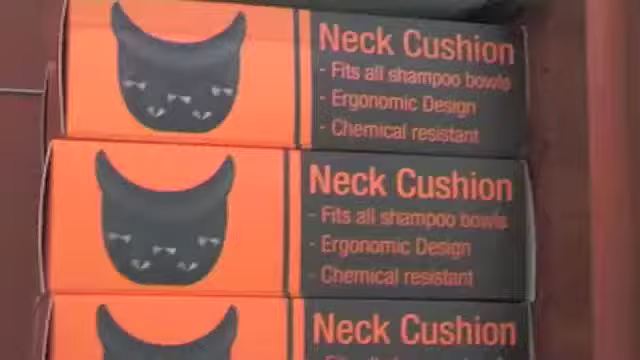 Neck Cushion
- Fits all shampoo bowls
- Ergonomic Design
- Chemical resistant
Neck Cushion
- Fits all shampoo bowls
- Ergonomic Design
- Chemical resistant
Neck Cushion